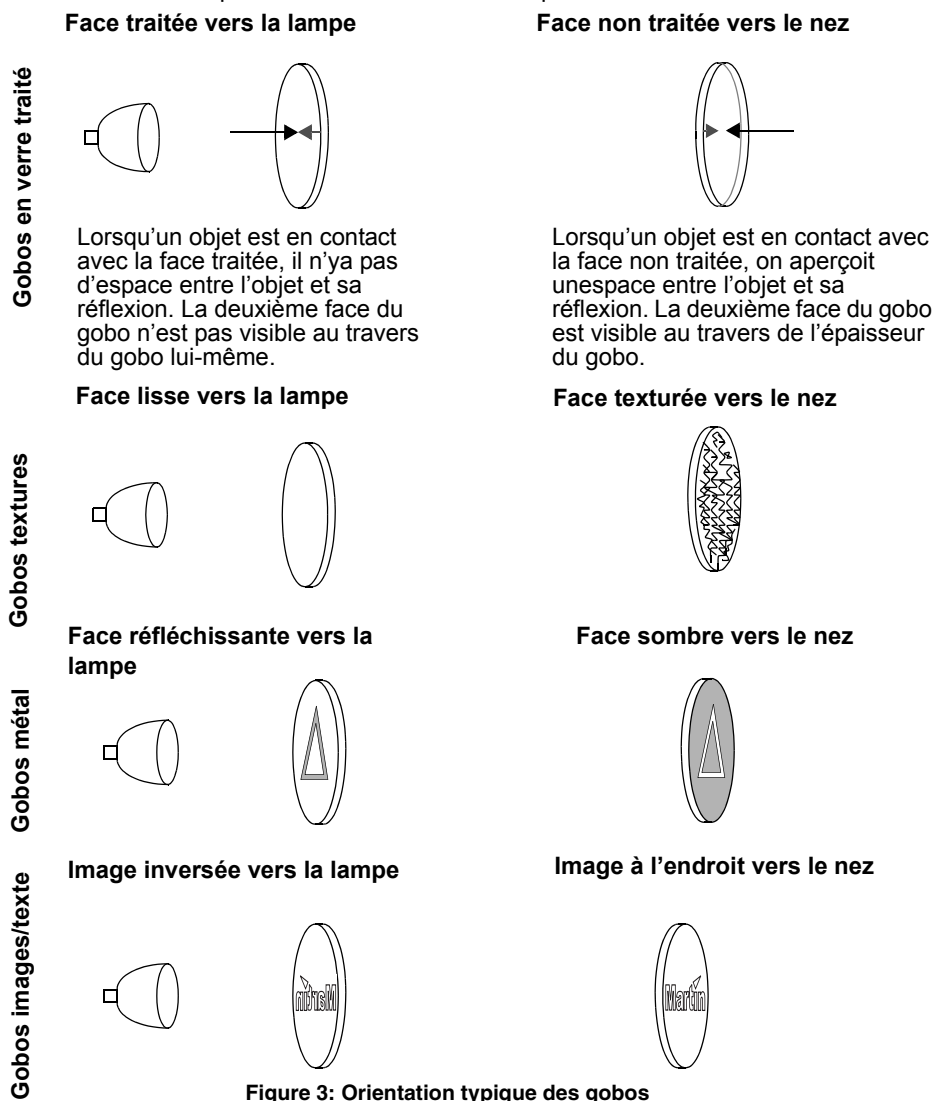 Face traitée vers la lampe
Face non traitée vers le nez
Gobos en verre traité
Lorsqu'un objet est en contact
avec la face traitée, il n'ya pas
d'espace entre l'objet et sa
réflexion. La deuxième face du
gobo n'est pas visible au travers
du gobo lui-même.
Lorsqu'un objet est en contact avec
la face non traitée, on aperçoit
unespace entre l'objet et sa
réflexion. La deuxième face du gobo
est visible au travers de l'épaisseur
du gobo.
Face lisse vers la lampe
Face texturée vers le nez
Gobos textures
Face réfléchissante vers la
lampe
Face sombre vers le nez
Gobos métal
Image inversée vers la lampe
Image à l'endroit vers le nez
Gobos images/texte
Martin
Martin
Figure 3: Orientation typique des gobos